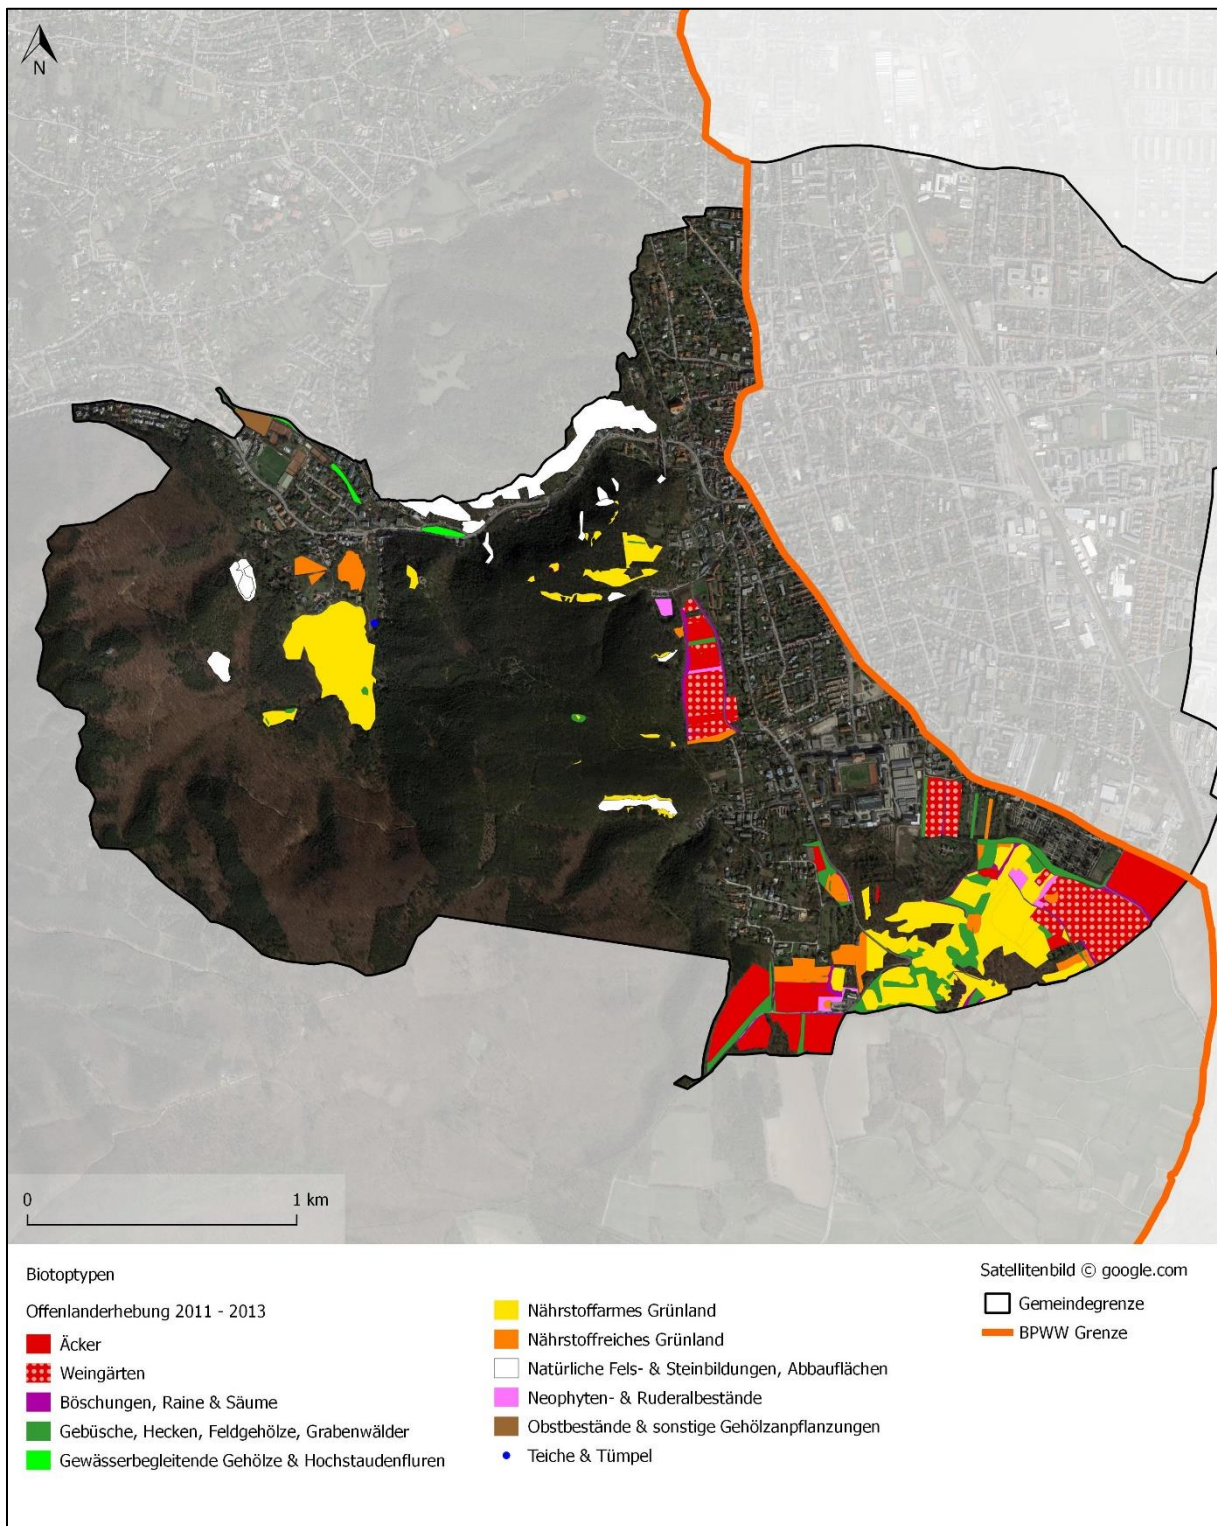 N
0 1 km
Biotoptypen
Offenlanderhebung 2011 - 2013
Äcker
Weingärten
Böschungen, Raine & Säume
Gebüsche, Hecken, Feldgehölze, Grabenwälder
Gewässerbegleitende Gehölze & Hochstaudenfluren
Nährstoffarmes Grünland
Nährstoffreiches Grünland
Natürliche Fels- & Steinbildungen, Abbauflächen
Neophyten- & Ruderalbestände
Obstbestände & sonstige Gehölzanpflanzungen
Teiche & Tümpel
Satellitenbild © google.com
Gemeindegrenze
BPWW Grenze